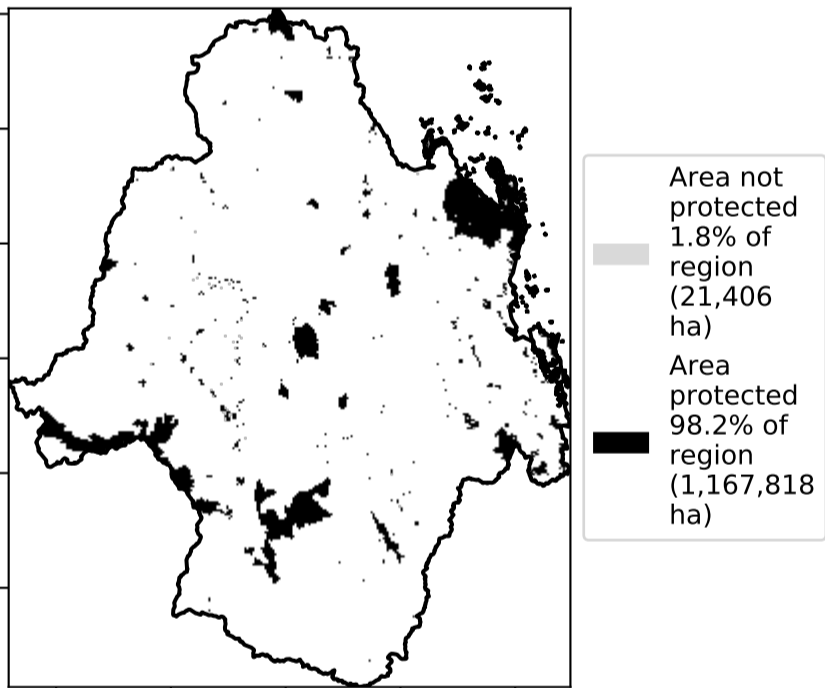 Area not
protected
1.8% of
region
(21,406
ha)
Area
protected
98.2% of
region
(1,167,818
ha)